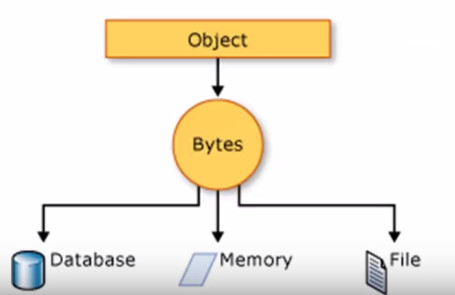 Object
Bytes
Database
Memory
File